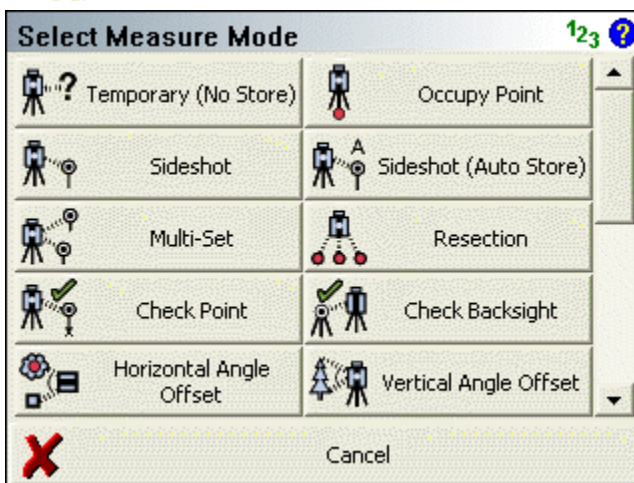 Select Measure Mode 123 ?
? Temporary (No Store) Occupy Point
Sideshot A Sideshot (Auto Store)
Multi-Set Resection
Check Point Check Backsight
Horizontal Angle
Offset
Vertical Angle Offset
Cancel